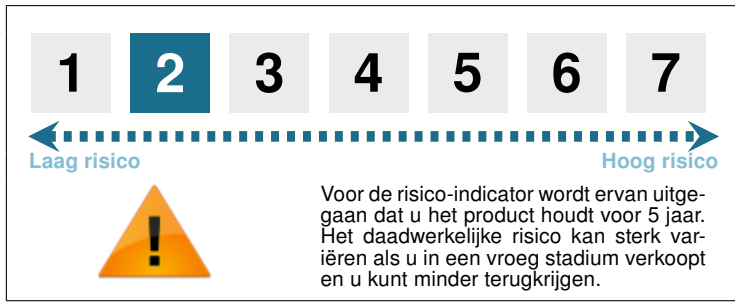 1 2 3 4 5 6 7
Laag risico Hoog risico
!
Voor de risico-indicator wordt ervan uitge-
gaan dat u het product houdt voor 5 jaar.
Het daadwerkelijke risico kan sterk var-
iëren als u in een vroeg stadium verkoopt
en u kunt minder terugkrijgen.